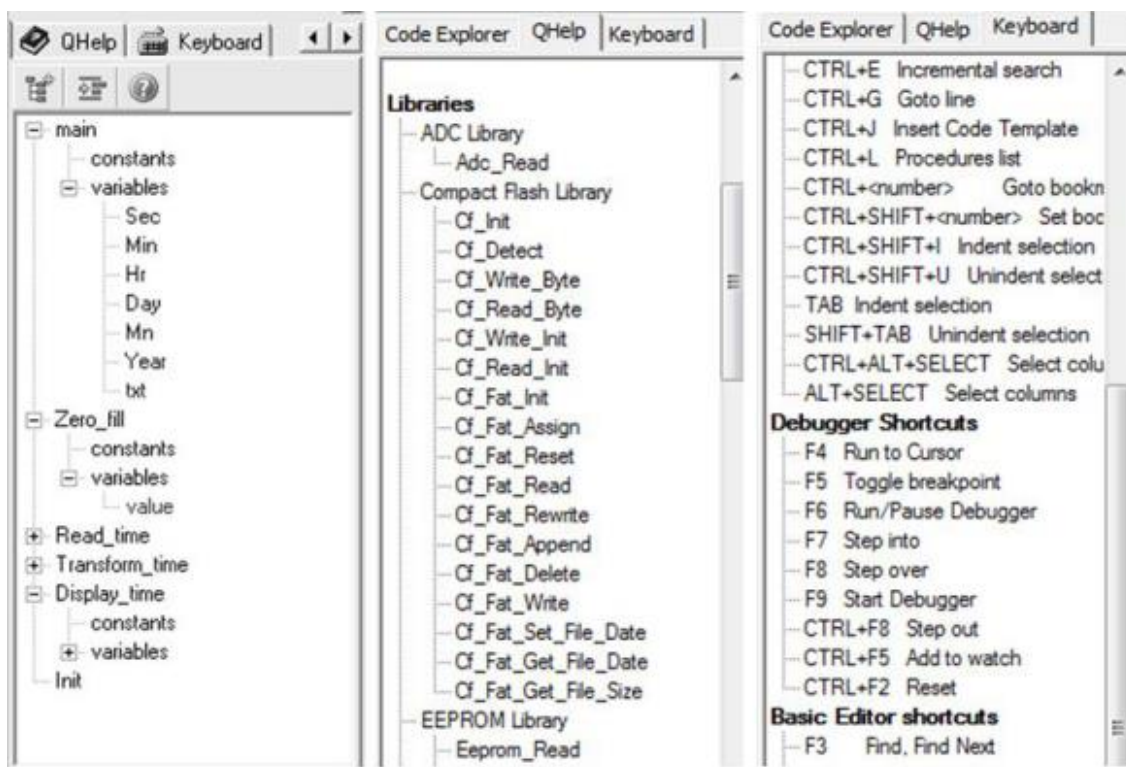 QHelp Keyboard
main
constants
variables
Sec
Min
Hr
Day
Mn
Year
txt
Zero_fill
constants
variables
value
Read_time
Transform_time
Display_time
constants
variables
Init
Code Explorer QHelp Keyboard
Libraries
ADC Library
Adc_Read
Compact Flash Library
Cf_Init
Cf_Detect
Cf_Write_Byte
Cf_Read_Byte
Cf_Write_Init
Cf_Read_Init
Cf_Fat_Init
Cf_Fat_Assign
Cf_Fat_Reset
Cf_Fat_Read
Cf_Fat_Rewrite
Cf_Fat_Append
Cf_Fat_Delete
Cf_Fat_Write
Cf_Fat_Set_File_Date
Cf_Fat_Get_File_Date
Cf_Fat_Get_File_Size
EEPROM Library
Eeprom_Read
Code Explorer QHelp Keyboard
CTRL+E Incremental search
CTRL+G Goto line
CTRL+J Insert Code Template
CTRL+L Procedures list
CTRL+<number> Goto bookn
CTRL+SHIFT+<number> Set boc
CTRL+SHIFT+I Indent selection
CTRL+SHIFT+U Unindent select
TAB Indent selection
SHIFT+TAB Unindent selection
CTRL+ALT+SELECT Select colu
ALT+SELECT Select columns
Debugger Shortcuts
F4 Run to Cursor
F5 Toggle breakpoint
F6 Run/Pause Debugger
F7 Step into
F8 Step over
F9 Start Debugger
CTRL+F8 Step out
CTRL+F5 Add to watch
CTRL+F2 Reset
Basic Editor shortcuts
F3 Find, Find Next